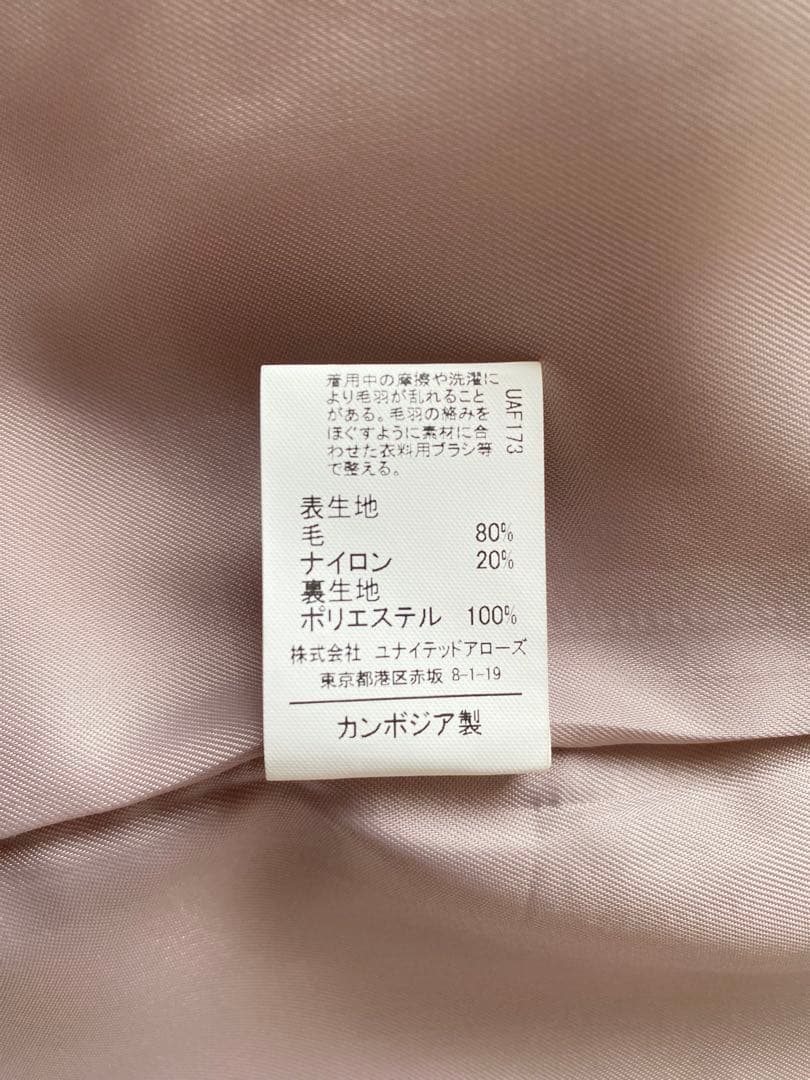 着用中の摩擦や洗濯に
より毛羽が乱れること
がある。毛羽の絡みを
ほぐすように素材に合
わせた衣料用ブラシ等
で整える。
UAF173
表生地
毛 80%
ナイロン 20%
裏生地
ポリエステル 100%
株式会社 ユナイテッドアローズ
東京都港区赤坂 8-1-19
カンボジア製